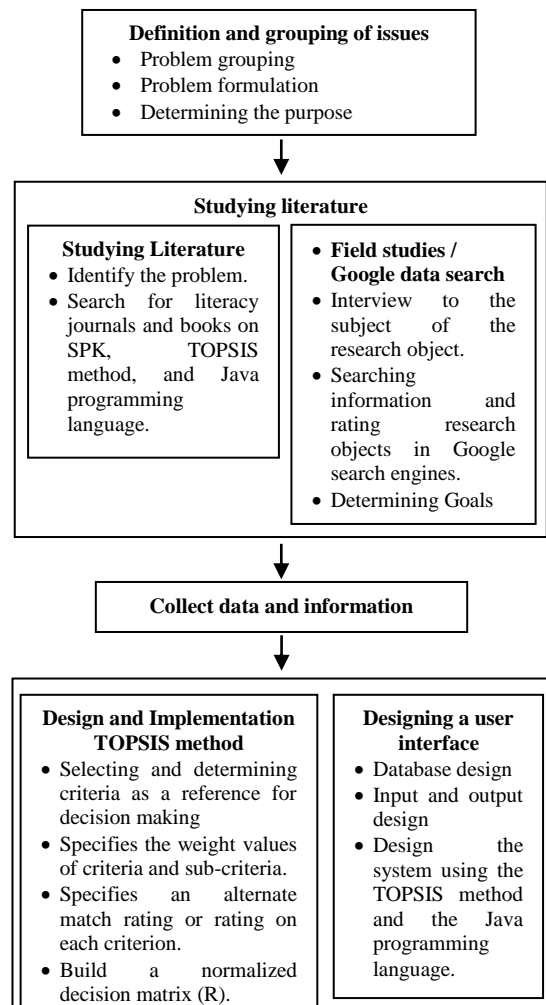 Definition and grouping of issues
• Problem grouping
• Problem formulation
• Determining the purpose
Studying literature
Studying Literature
• Identify the problem.
• Search for literacy
journals and books on
SPK, TOPSIS
method, and Java
programming
language.
• Field studies /
Google data search
• Interview to the
subject of the
research object.
• Searching
information and
rating research
objects in Google
search engines.
• Determining Goals
Collect data and information
Design and Implementation
TOPSIS method
• Selecting and determining
criteria as a reference for
decision making
• Specifies the weight values
of criteria and sub-criteria.
• Specifies an alternate
match rating or rating on
each criterion.
• Build a normalized
decision matrix (R).
Designing a user
interface
• Database design
• Input and output
design
• Design the
system using the
TOPSIS method
and the Java
programming
language.